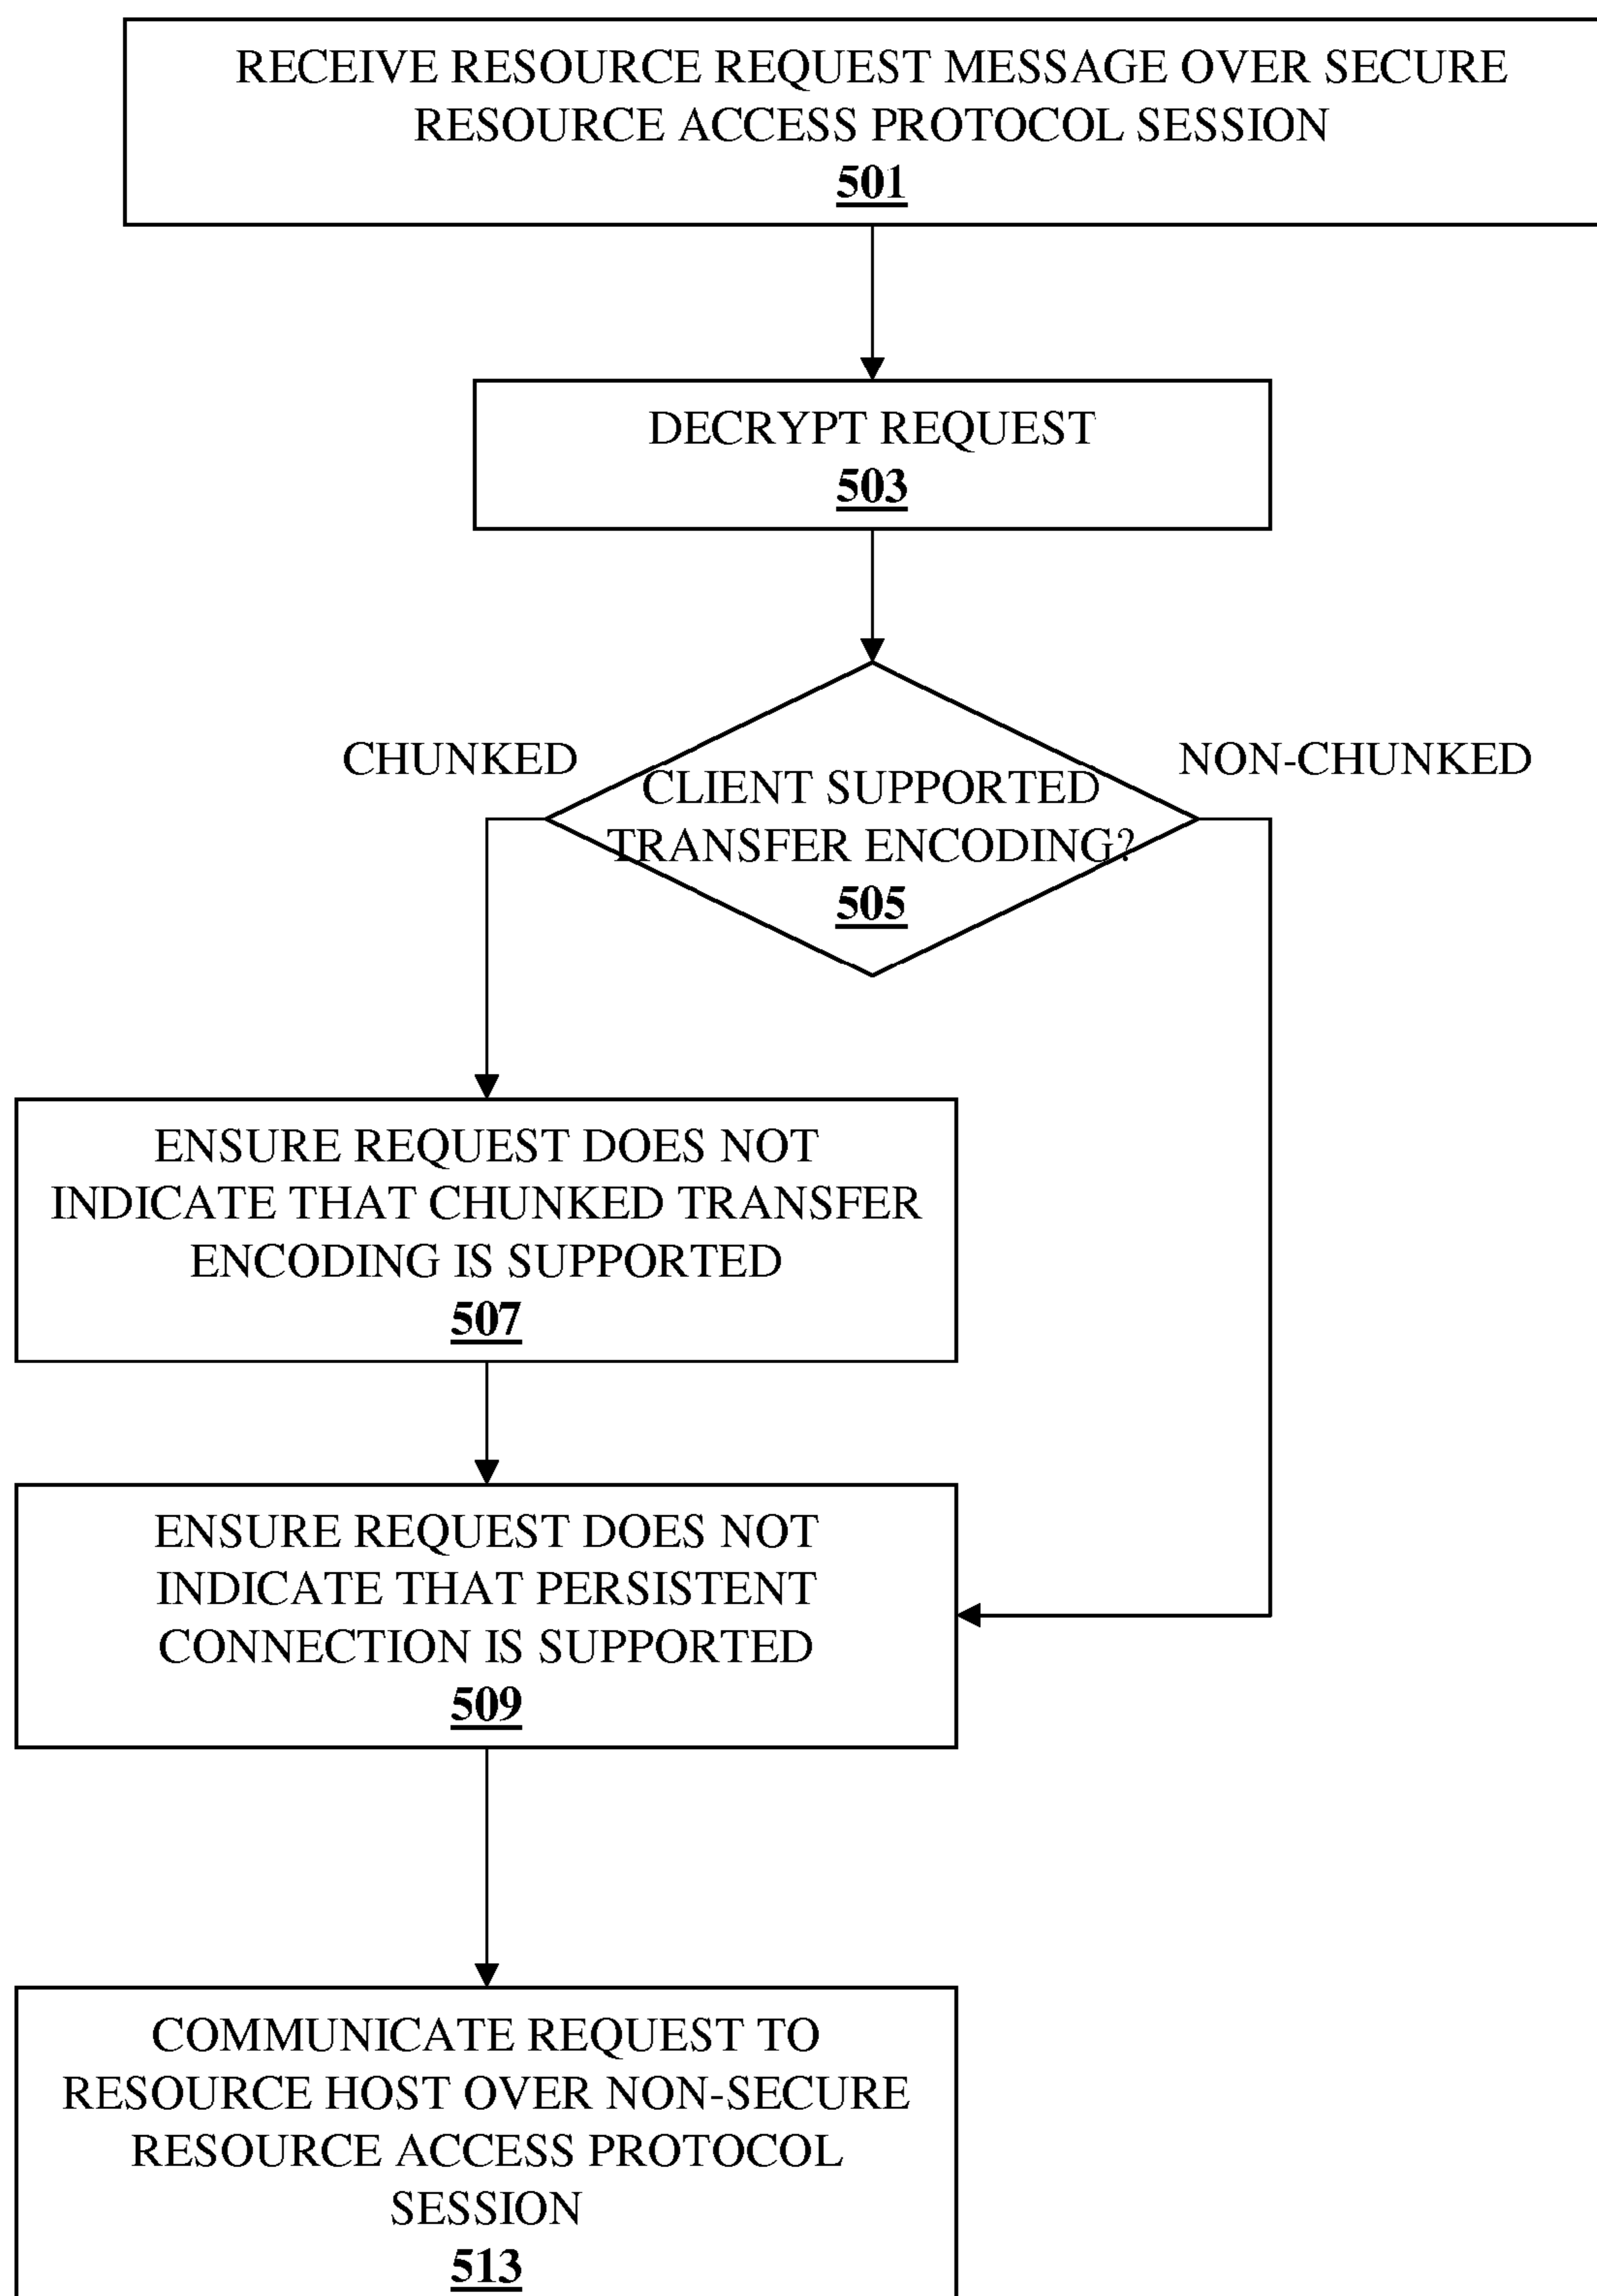 RECEIVE RESOURCE REQUEST MESSAGE OVER SECURE
RESOURCE ACCESS PROTOCOL SESSION
501
DECRYPT REQUEST
503
CHUNKED
NON-CHUNKED
CLIENT SUPPORTED
TRANSFER ENCODING?
505
ENSURE REQUEST DOES NOT
INDICATE THAT CHUNKED TRANSFER
ENCODING IS SUPPORTED
507
ENSURE REQUEST DOES NOT
INDICATE THAT PERSISTENT
CONNECTION IS SUPPORTED
509
COMMUNICATE REQUEST TO
RESOURCE HOST OVER NON-SECURE
RESOURCE ACCESS PROTOCOL
SESSION
513